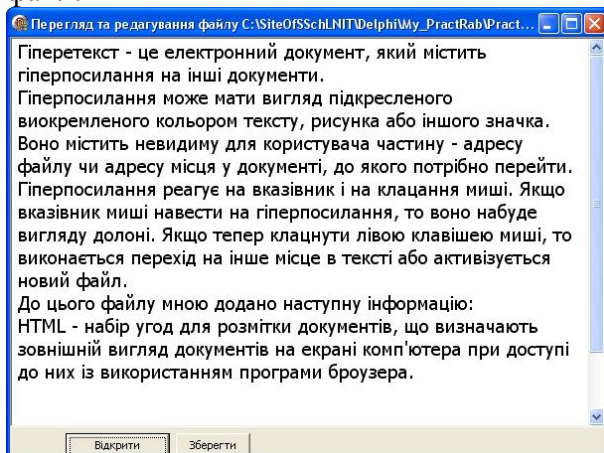 Перегляд та редагування файлу C:\SiteOfSSchLNIT\Delphi\My_PractRab\Pract...
Гіперетекст - це електронний документ, який містить
гіперпосилання на інші документи.
Гіперпосилання може мати вигляд підкресленого
виокремленого кольором тексту, рисунка або іншого значка.
Воно містить невидиму для користувача частину - адресу
файлу чи адресу місця у документі, до якого потрібно перейти.
Гіперпосилання реагує на вказівник і на клацання миші. Якщо
вказівник миші навести на гіперпосилання, то воно набуде
вигляду долоні. Якщо тепер клацнути лівою клавішею миші, то
виконається перехід на інше місце в тексті або активізується
новий файл.
До цього файлу мною додано наступну інформацію:
HTML - набір угод для розмітки документів, що визначають
зовнішній вигляд документів на екрані комп'ютера при доступі
до них із використанням програми броузера.
Відкрити Зберегти